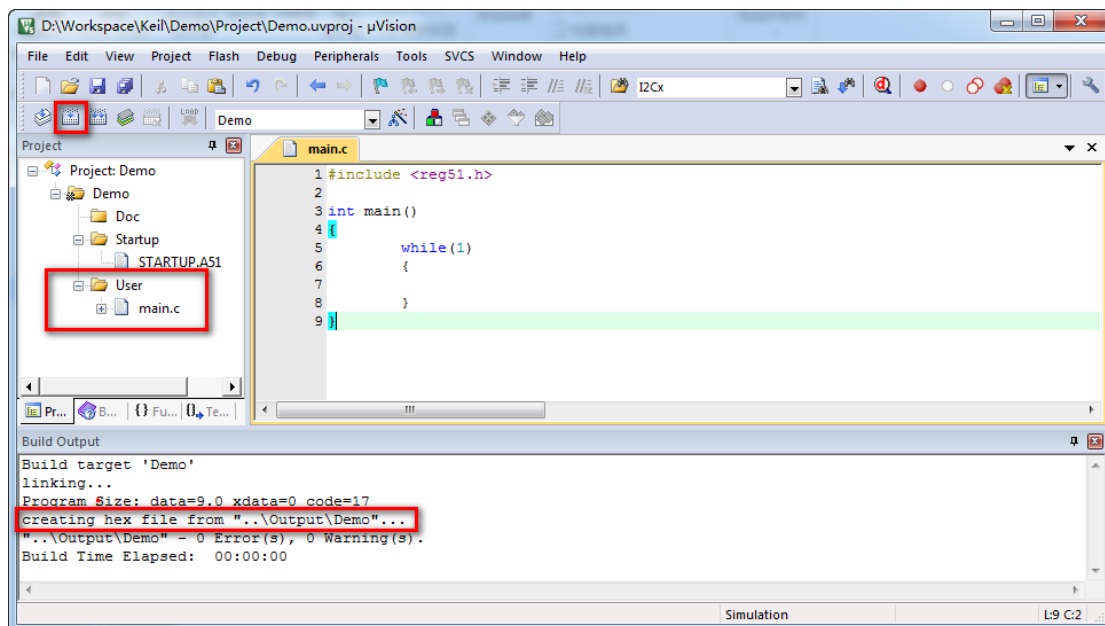 D:\Workspace\Keil\Demo\Project\Demo.uvproj - µVision
File Edit View Project Flash Debug Peripherals Tools SVCS Window Help
I2Cx
LOAD Demo
Project
Project: Demo
Demo
Doc
Startup
STARTUP.A51
User
main.c
Pr... B... {} Fu... Te...
main.c
1 #include <reg51.h>
2
3 int main()
4 {
5 while(1)
6 {
7
8 }
9 }
Build Output
Build target 'Demo'
linking...
Program Size: data=9.0 xdata=0 code=17
creating hex file from "..\Output\Demo"...
"..\Output\Demo" - 0 Error(s), 0 Warning(s).
Build Time Elapsed: 00:00:00
Simulation L:9 C:2